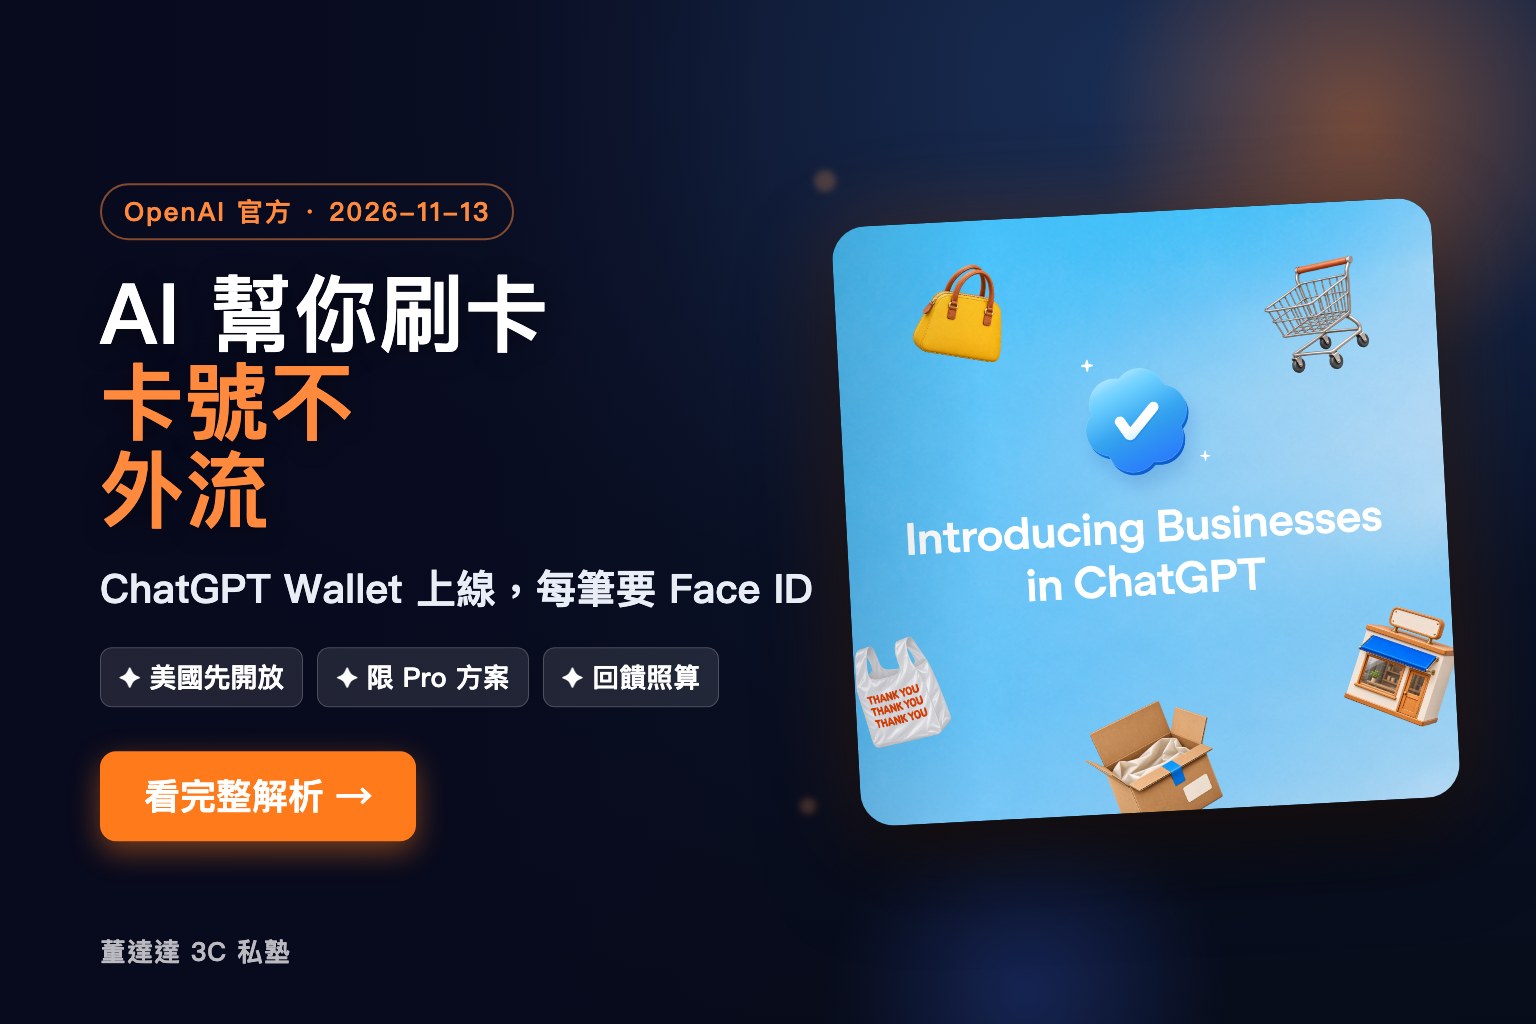 OpenAI 官方 · 2026-11-13
AI 幫你刷卡
卡號不
外流
ChatGPT Wallet 上線，每筆要 Face ID
✦ 美國先開放
✦ 限 Pro 方案
✦ 回饋照算
看完整解析 →
董達達 3C 私塾
Introducing Businesses
in ChatGPT
THANK YOU
THANK YOU
THANK YOU